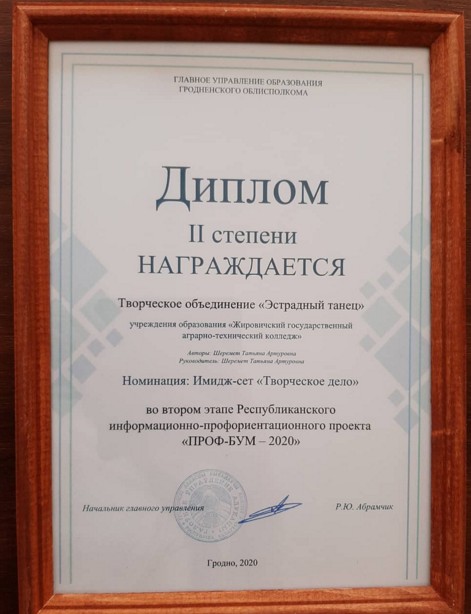 ГЛАВНОЕ УПРАВЛЕНИЕ ОБРАЗОВАНИЯ
ГРОДНЕНСКОГО ОБЛИСПОЛКОМА
Диплом
II степени
НАГРАЖДАЕТСЯ
Творческое объединение «Эстрадный танец»
учреждения образования «Жировичский государственный
аграрно-технический колледж»
Авторы: Шерешет Татьяна Артуровна
Руководитель: Шерешет Татьяна Артуровна
Номинация: Имидж-сет «Творческое дело»
во втором этапе Республиканского
информационно-профориентационного проекта
«ПРОФ-БУМ – 2020»
Начальник главного управления
Р.Ю. Абрамчик
Гродно, 2020